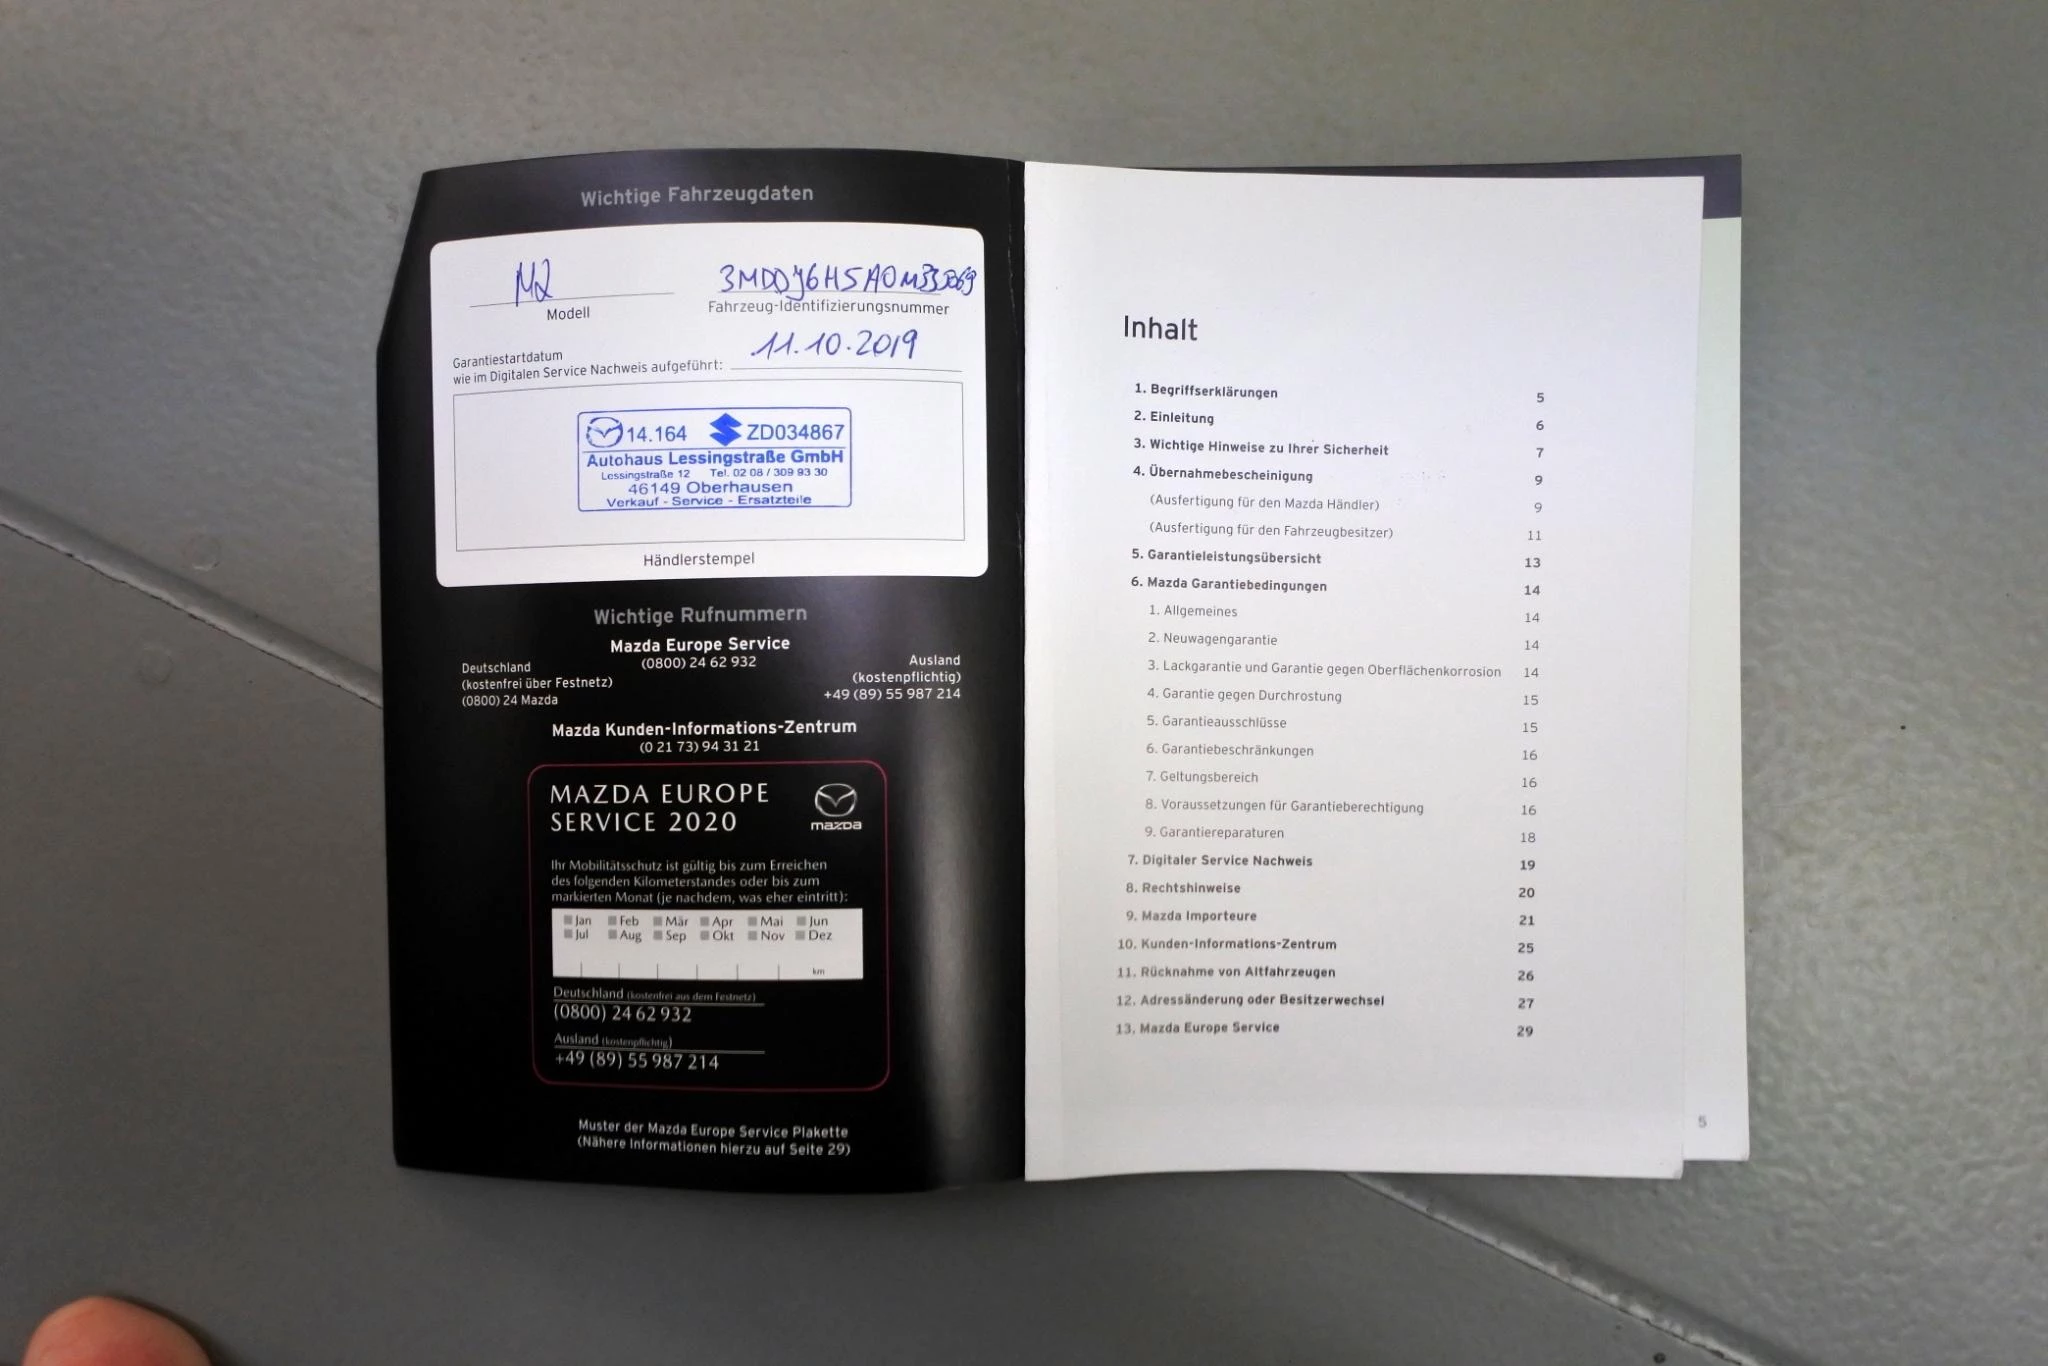 Wichtige Fahrzeugdaten
M2
Modell
Fahrzeug-Identifizierungsnummer
Garantiestartdatum
wie im Digitalen Service Nachweis aufgeführt: 11.10.2019
14.164 ZD034867
Autohaus Lessingstraße GmbH
Lessingstraße 12 Tel. 02 08 / 309 93 30
46149 Oberhausen
Verkauf - Service - Ersatzteile
Händlerstempel
Wichtige Rufnummern
Mazda Europe Service
(0800) 24 62 932
Deutschland
(kostenfrei über Festnetz)
(0800) 24 Mazda
Ausland
(kostenpflichtig)
+49 (89) 55 987 214
Mazda Kunden-Informations-Zentrum
(0 21 73) 94 31 21
MAZDA EUROPE
SERVICE 2020
mazda
Ihr Mobilitätsschutz ist gültig bis zum Erreichen
des folgenden Kilometerstandes oder bis zum
markierten Monat (je nachdem, was eher eintritt):
Jan Feb Mär Apr Mai Jun
Jul Aug Sep Okt Nov Dez
km
Deutschland (kostenfrei aus dem Festnetz)
(0800) 24 62 932
Ausland (kostenpflichtig)
+49 (89) 55 987 214
Muster der Mazda Europe Service Plakette
(Nähere Informationen hierzu auf Seite 29)
Inhalt
1. Begriffserklärungen 5
2. Einleitung 6
3. Wichtige Hinweise zu Ihrer Sicherheit 7
4. Übernahmebescheinigung 9
(Ausfertigung für den Mazda Händler) 9
(Ausfertigung für den Fahrzeugbesitzer) 11
5. Garantieleistungsübersicht 13
6. Mazda Garantiebedingungen 14
1. Allgemeines 14
2. Neuwagengarantie 14
3. Lackgarantie und Garantie gegen Oberflächenkorrosion 14
4. Garantie gegen Durchrostung 15
5. Garantieausschlüsse 15
6. Garantiebeschränkungen 16
7. Geltungsbereich 16
8. Voraussetzungen für Garantieberechtigung 16
9. Garantiereparaturen 18
7. Digitaler Service Nachweis 19
8. Rechtshinweise 20
9. Mazda Importeure 21
10. Kunden-Informations-Zentrum 25
11. Rücknahme von Altfahrzeugen 26
12. Adressänderung oder Besitzerwechsel 27
13. Mazda Europe Service 29
5